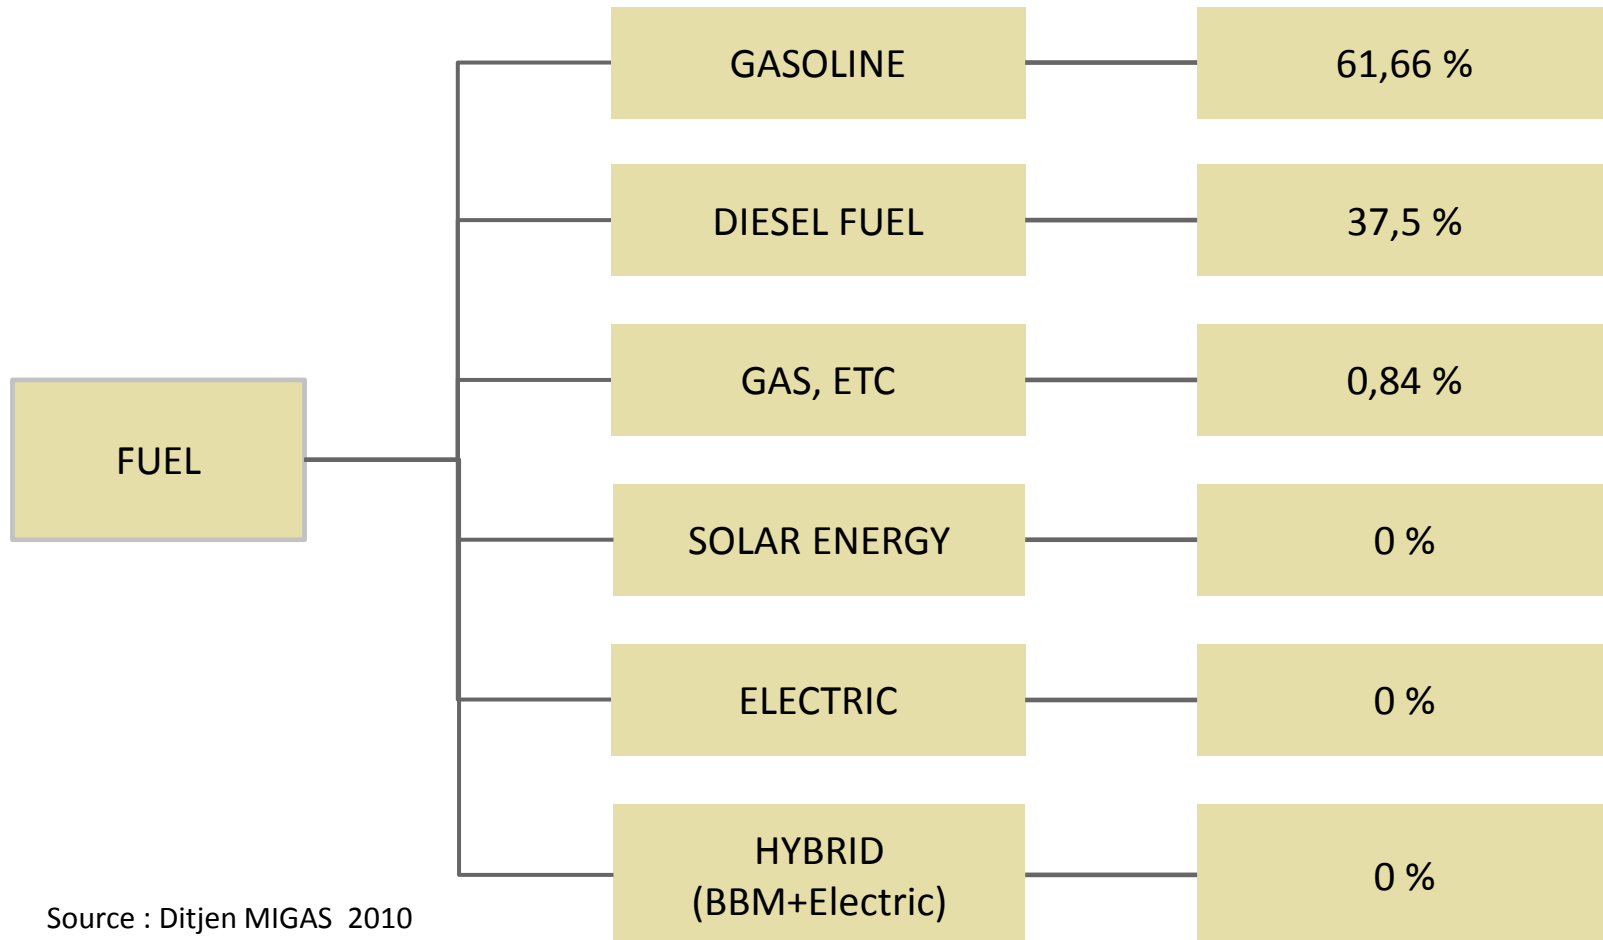 GASOLINE
61,66 %
DIESEL FUEL
37,5 %
GAS, ETC
0,84 %
FUEL
SOLAR ENERGY
0 %
ELECTRIC
0 %
HYBRID
(BBM+Electric)
0 %
Source : Ditjen MIGAS  2010